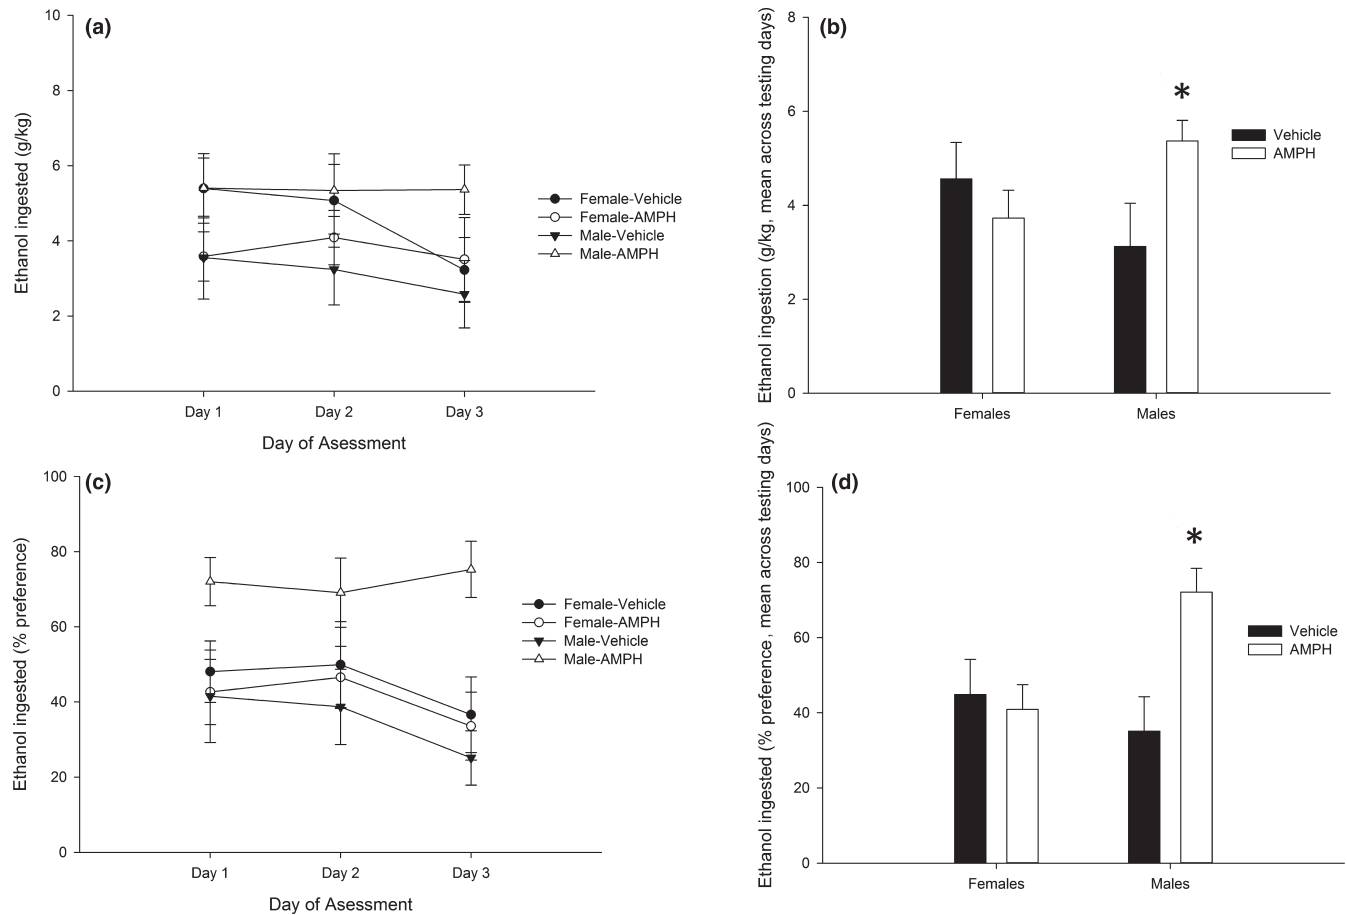 (a)
Ethanol ingested (g/kg)
10
8
6
4
2
0
Day 1 Day 2 Day 3
Day of Asessment
Female-Vehicle
Female-AMPH
Male-Vehicle
Male-AMPH
(b)
Ethanol ingestion (g/kg, mean across testing days)
8
6
4
2
0
*
Females Males
Vehicle
AMPH
(c)
Ethanol ingested (% preference)
100
80
60
40
20
0
Day 1 Day 2 Day 3
Day of Asessment
Female-Vehicle
Female-AMPH
Male-Vehicle
Male-AMPH
(d)
Ethanol ingested (% preference, mean across testing days)
100
80
60
40
20
0
*
Females Males
Vehicle
AMPH